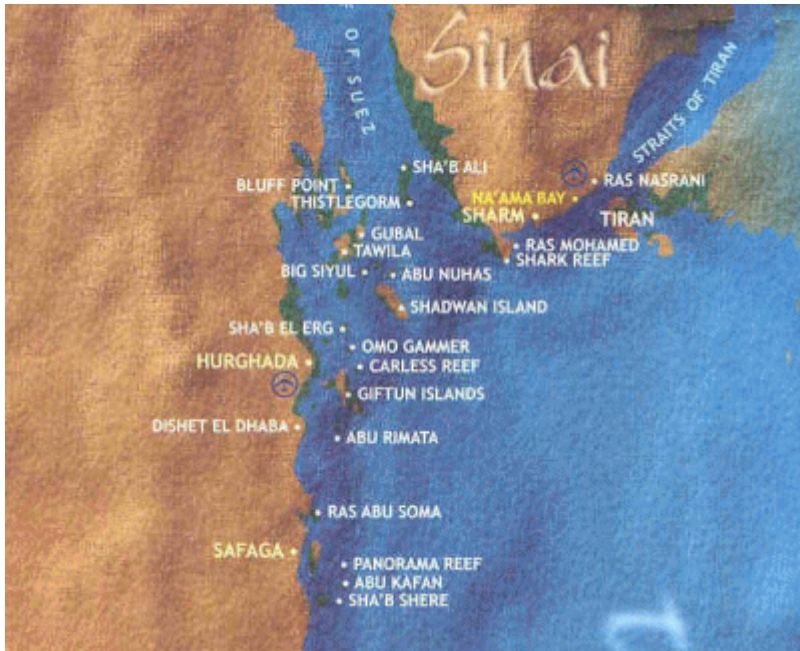 F OF SUEZ
Sinai
STRAITS OF TIRAN
SHA'B ALI
BLUFF POINT
RAS NASRANI
THISTLEGORM
NA'AMA BAY
SHARM
TIRAN
GUBAL
TAWILA
RAS MOHAMED
SHARK REEF
BIG SIYUL
ABU NUHAS
SHADWAN ISLAND
SHA'B EL ERG
OMO GAMMER
HURGHADA
CARLESS REEF
GIFTUN ISLANDS
DISHET EL DHABA
ABU RIMATA
RAS ABU SOMA
SAFAGA
PANORAMA REEF
ABU KAFAN
SHA'B SHERE